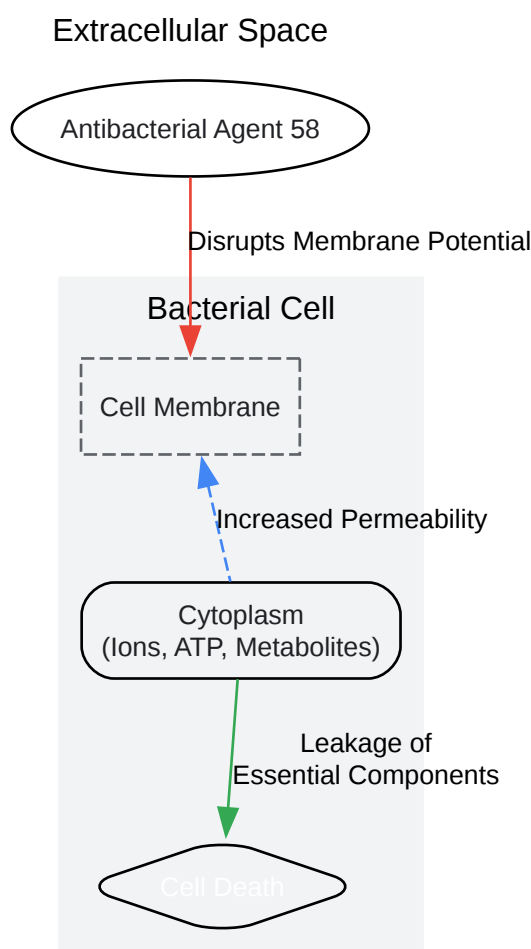 Extracellular Space
Antibacterial Agent 58
Disrupts Membrane Potential
Bacterial Cell
Cell Membrane
Increased Permeability
Cytoplasm
(Ions, ATP, Metabolites)
Leakage of
Essential Components
Cell Death